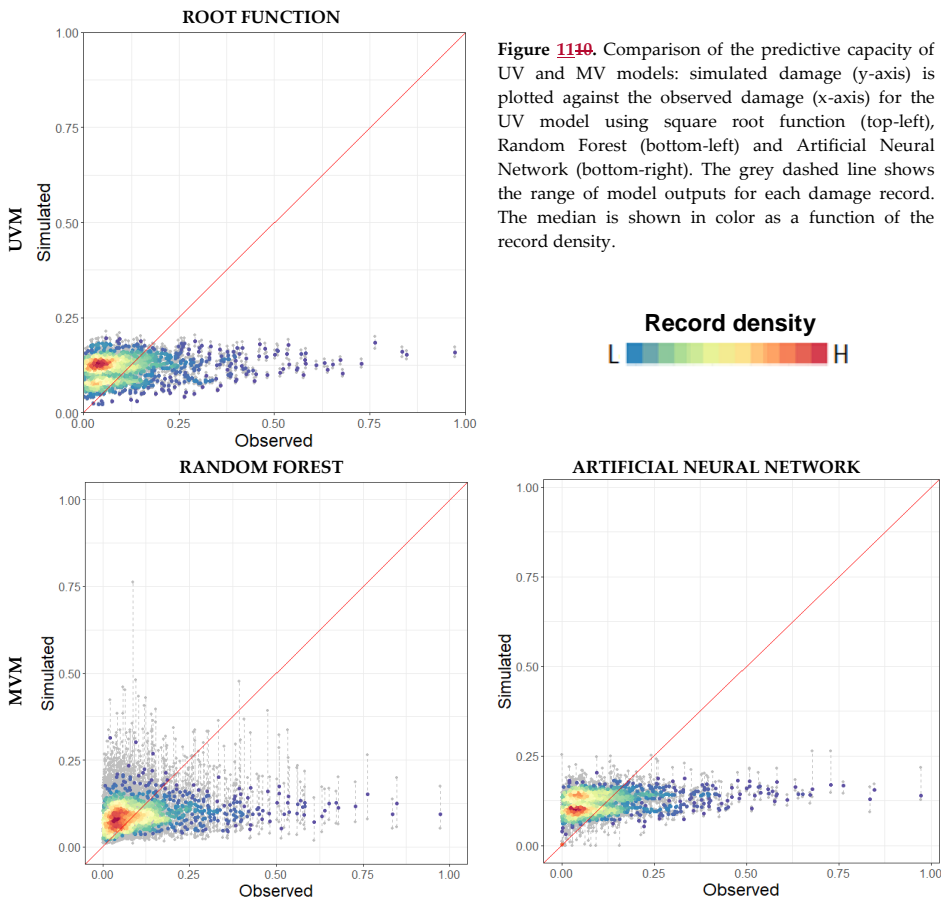 ROOT FUNCTION
1.00
0.75
0.50
0.25
0.00
0.00 0.25 0.50 0.75 1.00
Simulated
Observed
UVM
Figure 1110. Comparison of the predictive capacity of
UV and MV models: simulated damage (y-axis) is
plotted against the observed damage (x-axis) for the
UV model using square root function (top-left),
Random Forest (bottom-left) and Artificial Neural
Network (bottom-right). The grey dashed line shows
the range of model outputs for each damage record.
The median is shown in color as a function of the
record density.
Record density
L H
RANDOM FOREST
1.00
0.75
0.50
0.25
0.00
0.00 0.25 0.50 0.75 1.00
Simulated
Observed
MVM
ARTIFICIAL NEURAL NETWORK
1.00
0.75
0.50
0.25
0.00
0.00 0.25 0.50 0.75 1.00
Simulated
Observed